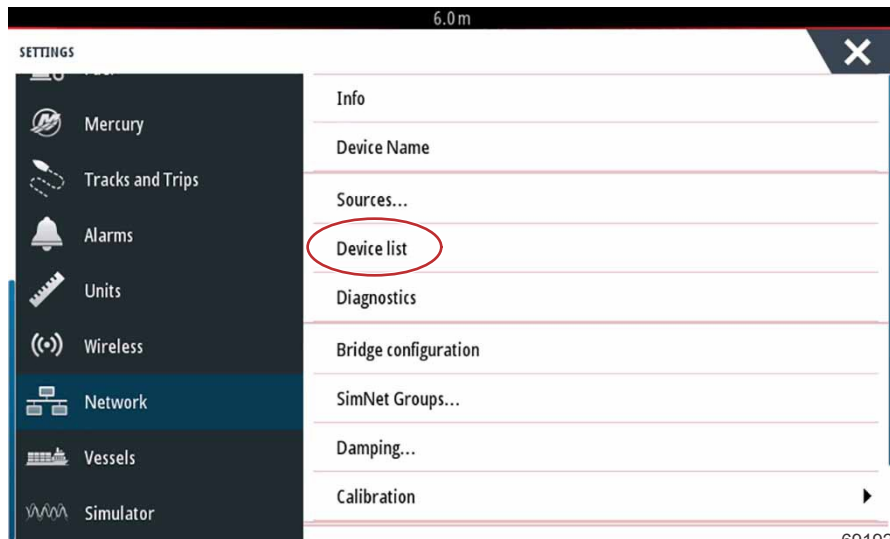 6.0 m
SETTINGS
Mercury
Tracks and Trips
Alarms
Units
Wireless
Network
Vessels
Simulator
Info
Device Name
Sources...
Device list
Diagnostics
Bridge configuration
SimNet Groups...
Damping...
Calibration